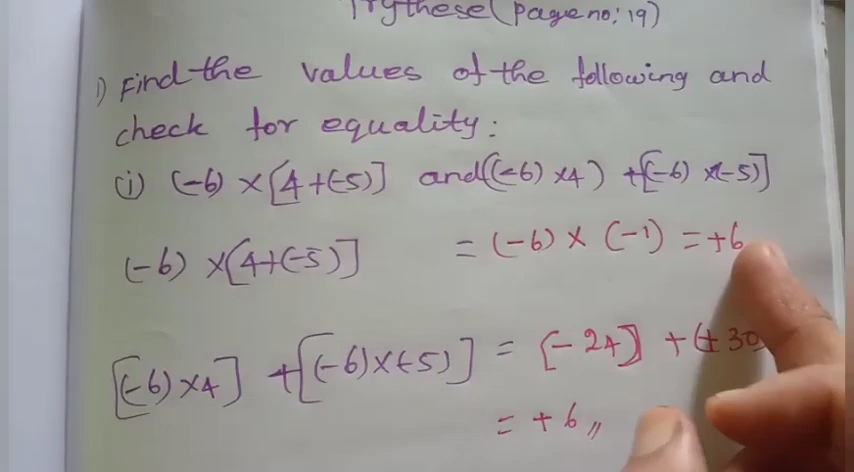 Try these (page no: 19)
1) Find the values of the following and
check for equality:
(i) (-6) × [4+(-5)] and ((-6) ×4) +[(-6) ×(-5)]
(-6) ×[4+(-5)] = (-6) × (-1) = +6
[(-6) ×4] +[(-6)×(-5)] = [-24] + (+30)
= +6 〃